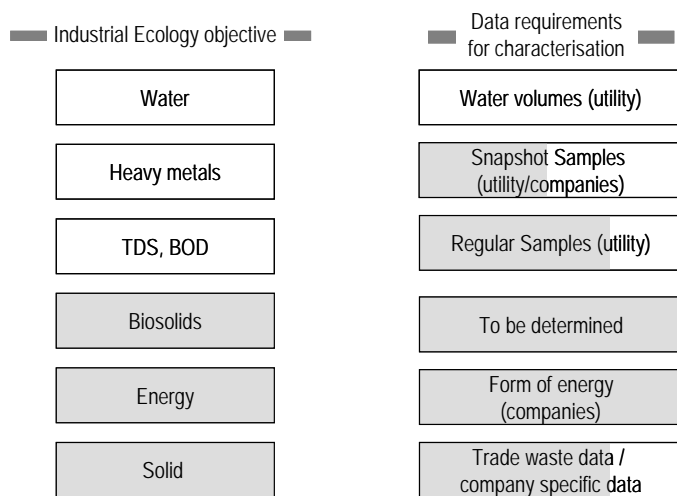 Industrial Ecology objective
Data requirements
for characterisation
Water
Water volumes (utility)
Heavy metals
Snapshot Samples
(utility/companies)
TDS, BOD
Regular Samples (utility)
Biosolids
To be determined
Energy
Form of energy
(companies)
Solid
Trade waste data /
company specific data